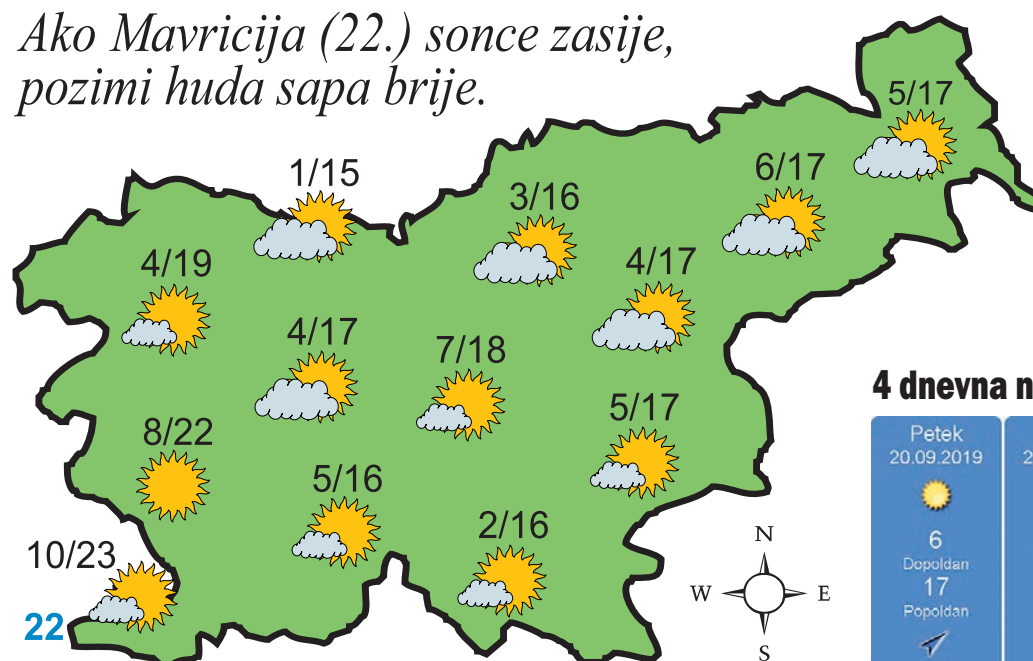 Ako Mavricija (22.) sonce zasije,
pozimi huda sapa brije.
5/17
1/15
6/17
3/16
4/19
4/17
4/17
7/18
4 dnevna n
5/17
8/22
Petek
20.09.2019
2
5/16
2/16
6
Dopoldan
17
Popoldan
10/23
22
N
W
E
S